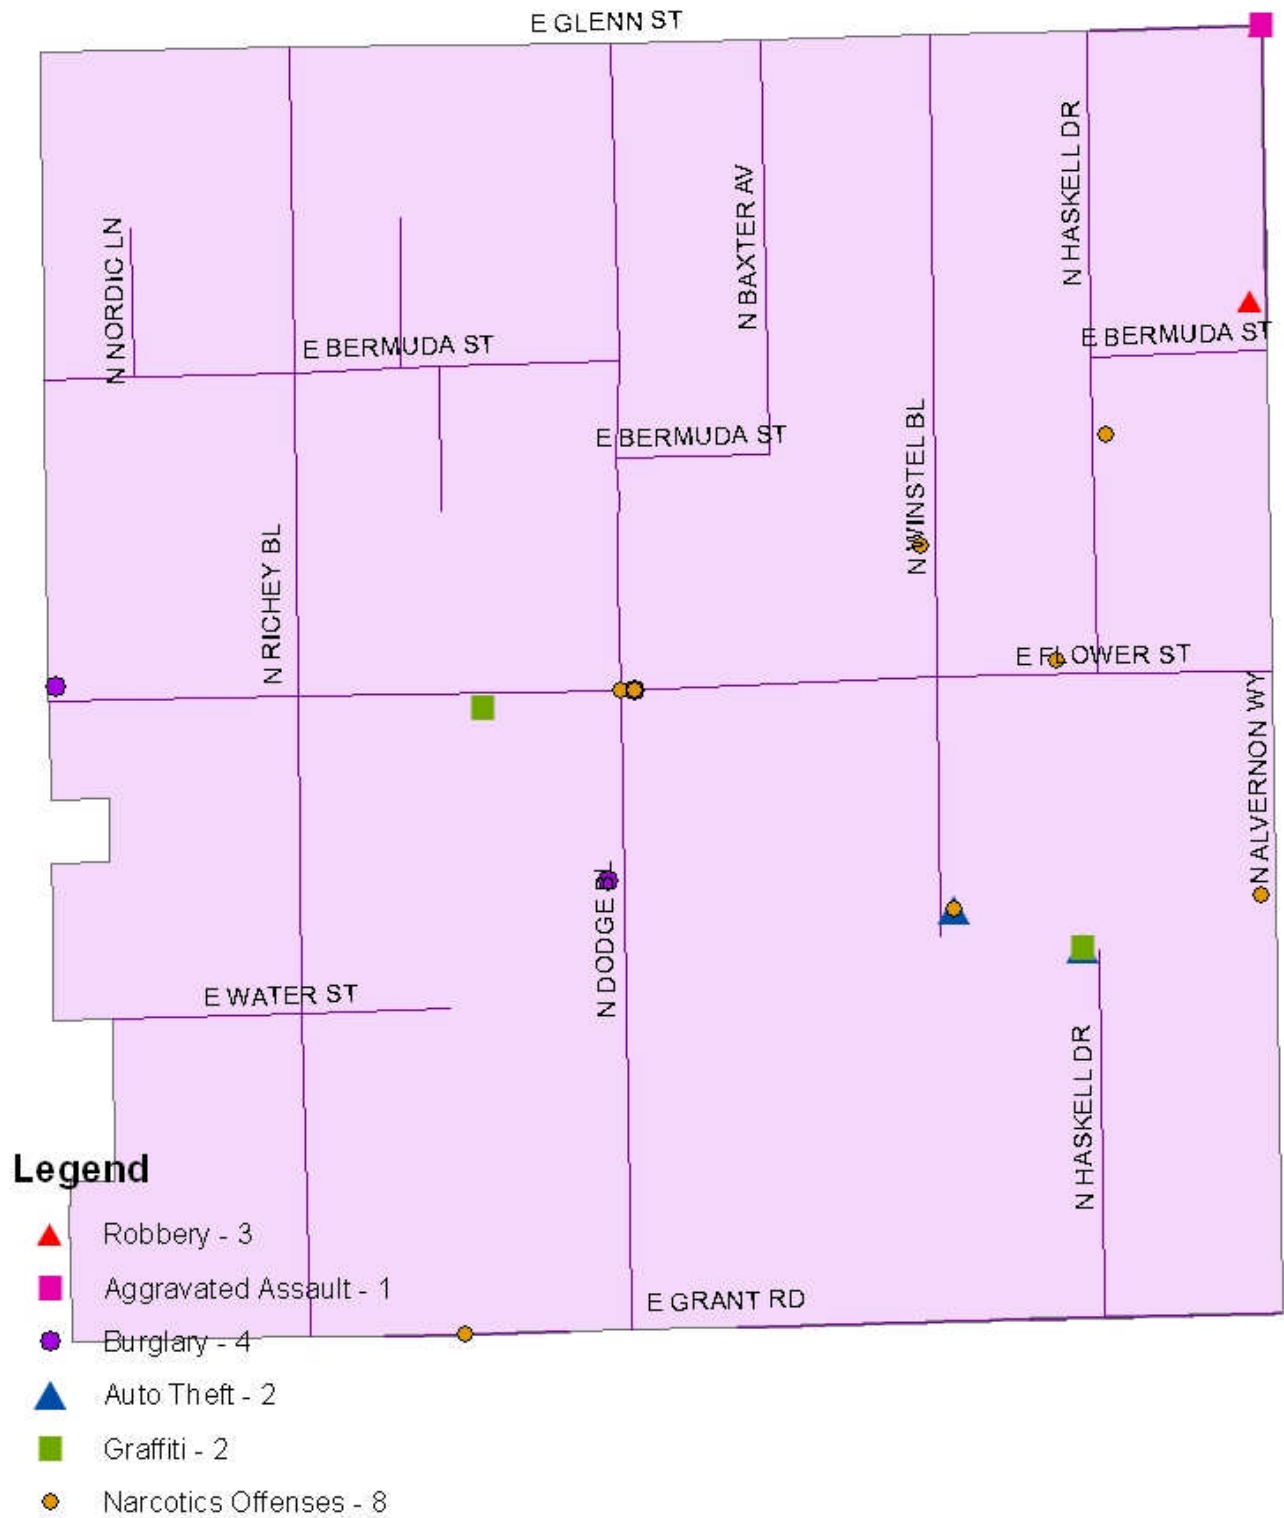 E GLENN ST
N HASKELL DR
N BAXTER AV
N NORDIC LN
E BERMUDA ST
E BERMUDA ST
E BERMUDA ST
N WINSTEL BL
N RICHEY BL
E FLOWER ST
N ALVERNON WY
N DODGE BL
E WATER ST
N HASKELL DR
E GRANT RD
Legend
Robbery - 3
Aggravated Assault - 1
Burglary - 4
Auto Theft - 2
Graffiti - 2
Narcotics Offenses - 8